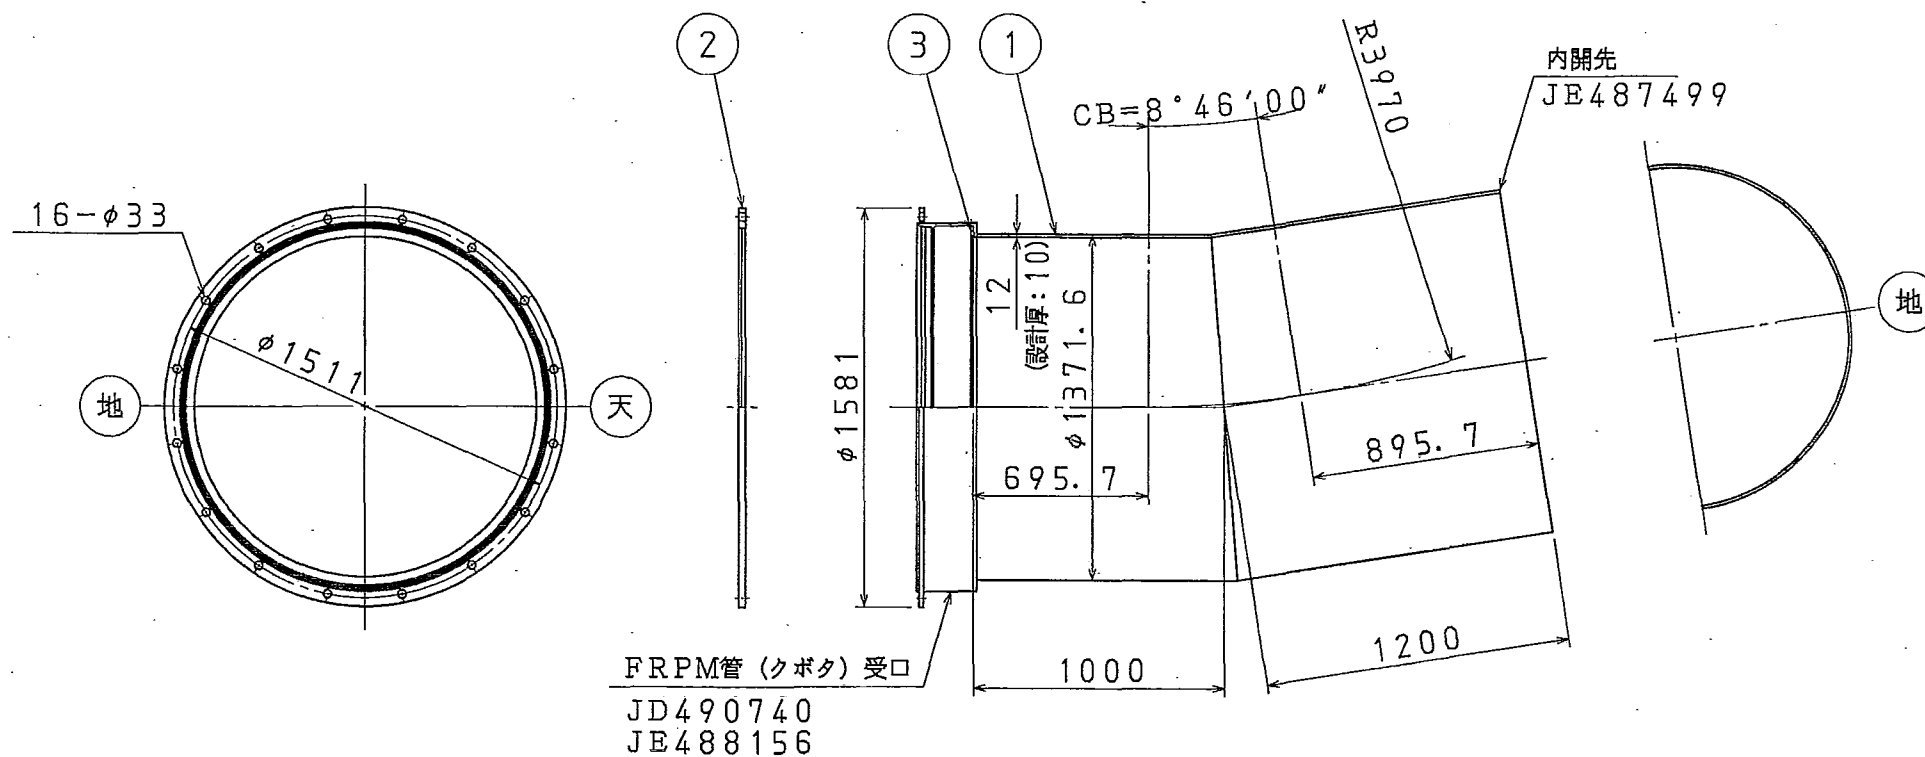 2
3
1
R3970
内開先
JE487499
CB=8°46′00″
16-φ33
φ1511
地
天
地
12
(設計厚:10)
φ1581
φ1371.6
695.7
895.7
1000
1200
FRPM管(クボタ)受口
JD490740
JE488156